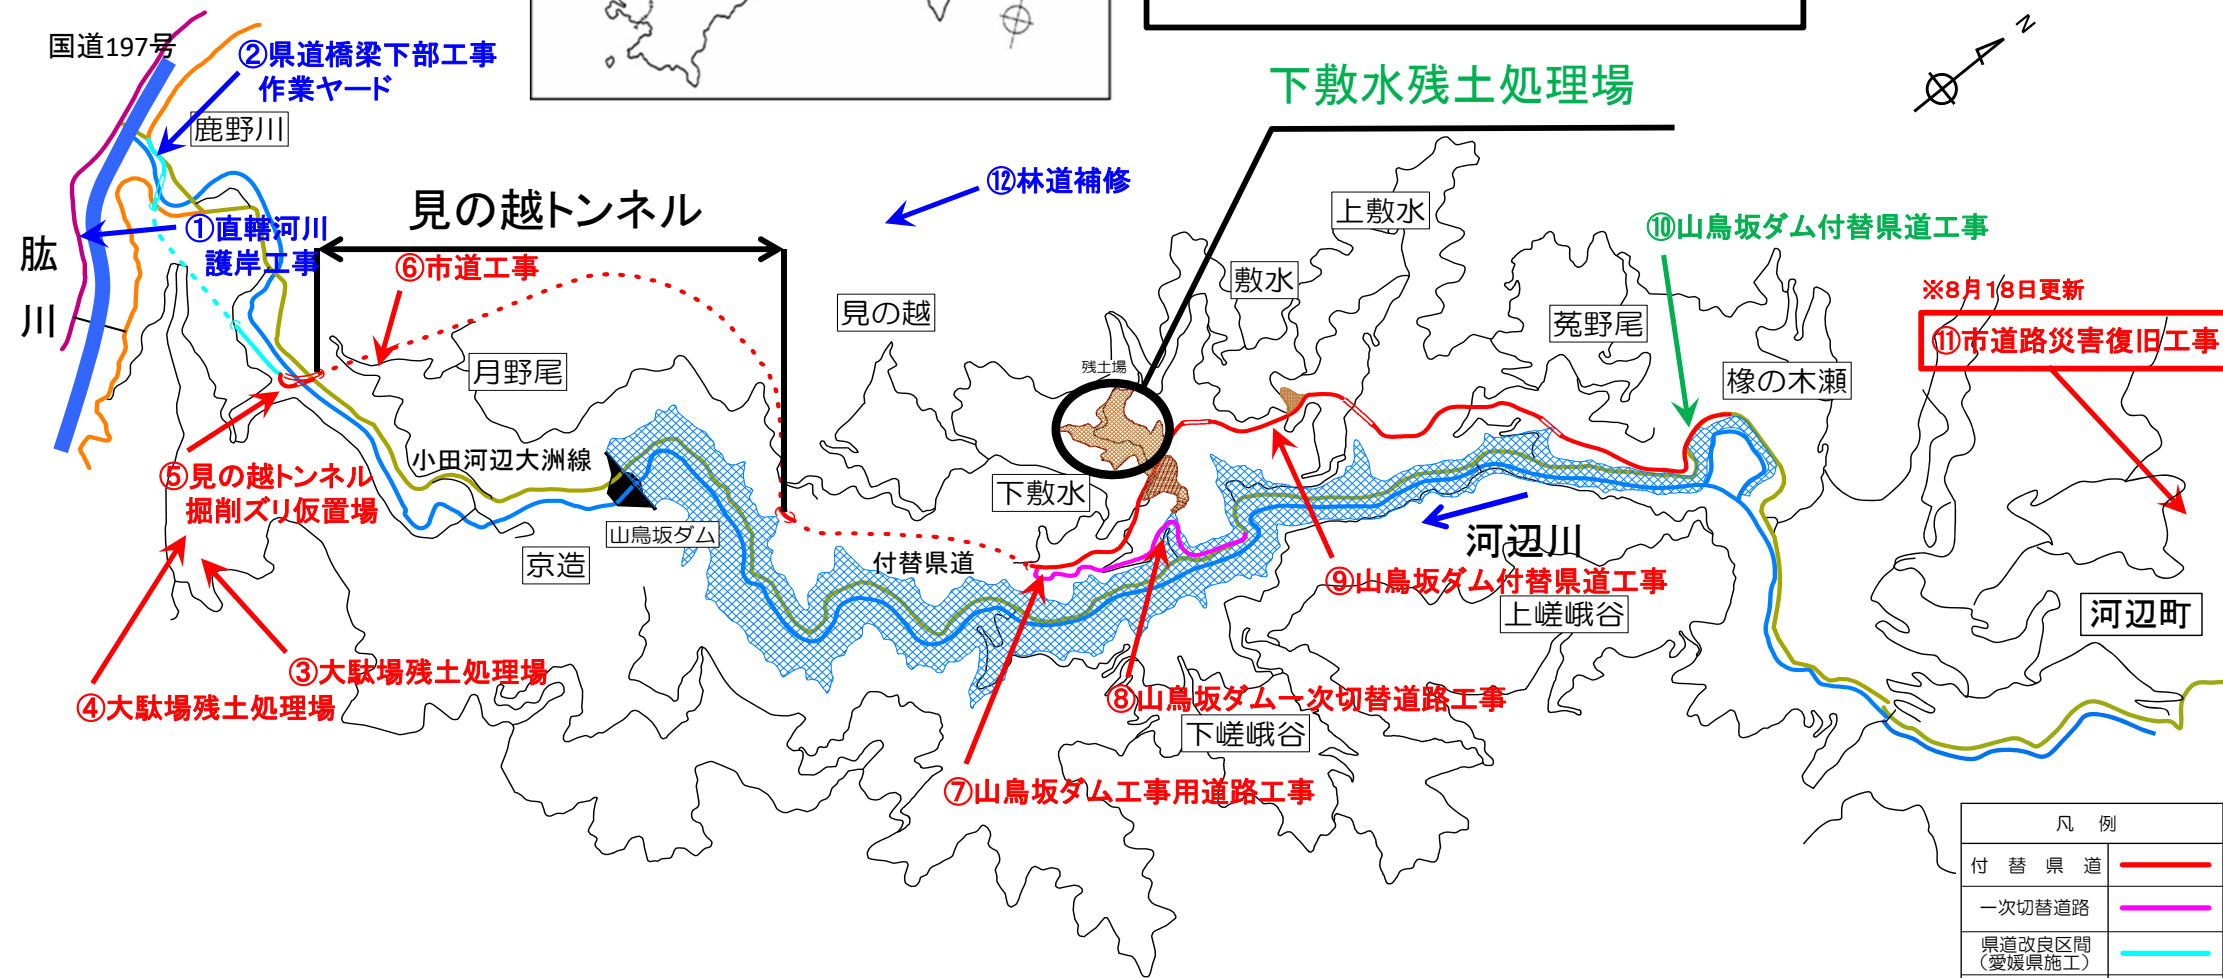 国道197号
②県道橋梁下部工事
作業ヤード
鹿野川
下敷水残土処理場
N
⑫林道補修
見の越トンネル
上敷水
①直轄河川
護岸工事
肱川
⑥市道工事
⑩山鳥坂ダム付替県道工事
敷水
見の越
※8月18日更新
⑪市道路災害復旧工事
菟野尾
橡の木瀬
月野尾
残土場
小田河辺大洲線
⑤見の越トンネル
掘削ズリ仮置場
下敷水
山鳥坂ダム
京造
付替県道
河辺川
⑨山鳥坂ダム付替県道工事
上嵯峨谷
河辺町
③大駄場残土処理場
④大駄場残土処理場
⑧山鳥坂ダム一次切替道路工事
下嵯峨谷
⑦山鳥坂ダム工事用道路工事
凡 例
付 替 県 道
一次切替道路
県道改良区間
(愛媛県施工)